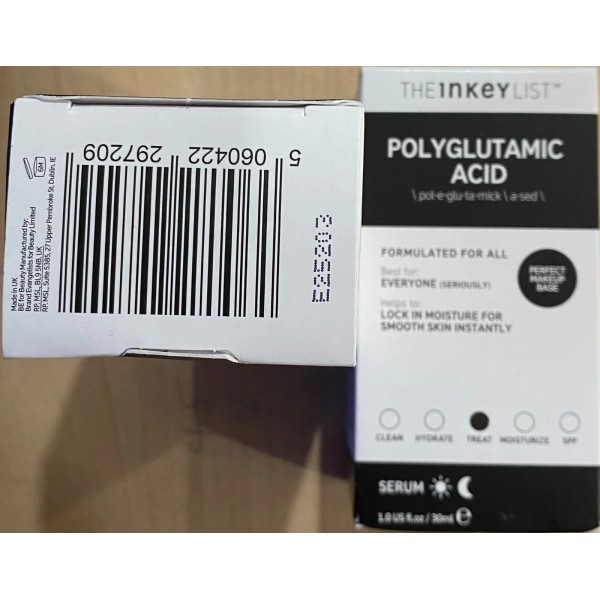 5 060422 297209
E25203
6M
Made in UK
BE for Beauty Manufactured by:
Brand Evangelists for Beauty Limited
RP, MSL, BL9 9NB, UK
RP, MSL, Suite 5385, 27 Upper Pembroke St, Dublin, IE
THE INKEY LIST™
POLYGLUTAMIC
ACID
\ pol·e·glu·ta·mick \ a·sed \
FORMULATED FOR ALL
Best for:
EVERYONE (SERIOUSLY)
Helps to:
LOCK IN MOISTURE FOR
SMOOTH SKIN INSTANTLY
PERFECT
MAKEUP
BASE
CLEAN HYDRATE TREAT MOISTURIZE SPF
SERUM
1.0 US fl.oz / 30ml ℮